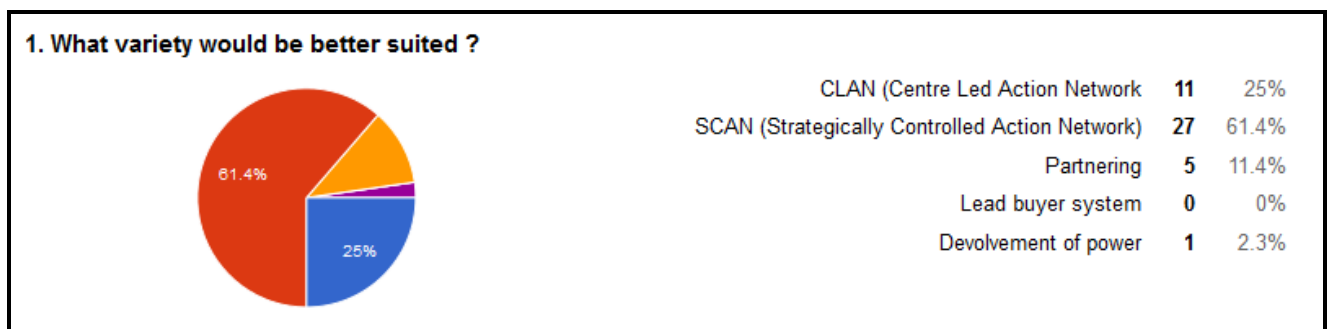 1. What variety would be better suited ?
61.4%
25%
CLAN (Centre Led Action Network 11 25%
SCAN (Strategically Controlled Action Network) 27 61.4%
Partnering 5 11.4%
Lead buyer system 0 0%
Devolvement of power 1 2.3%